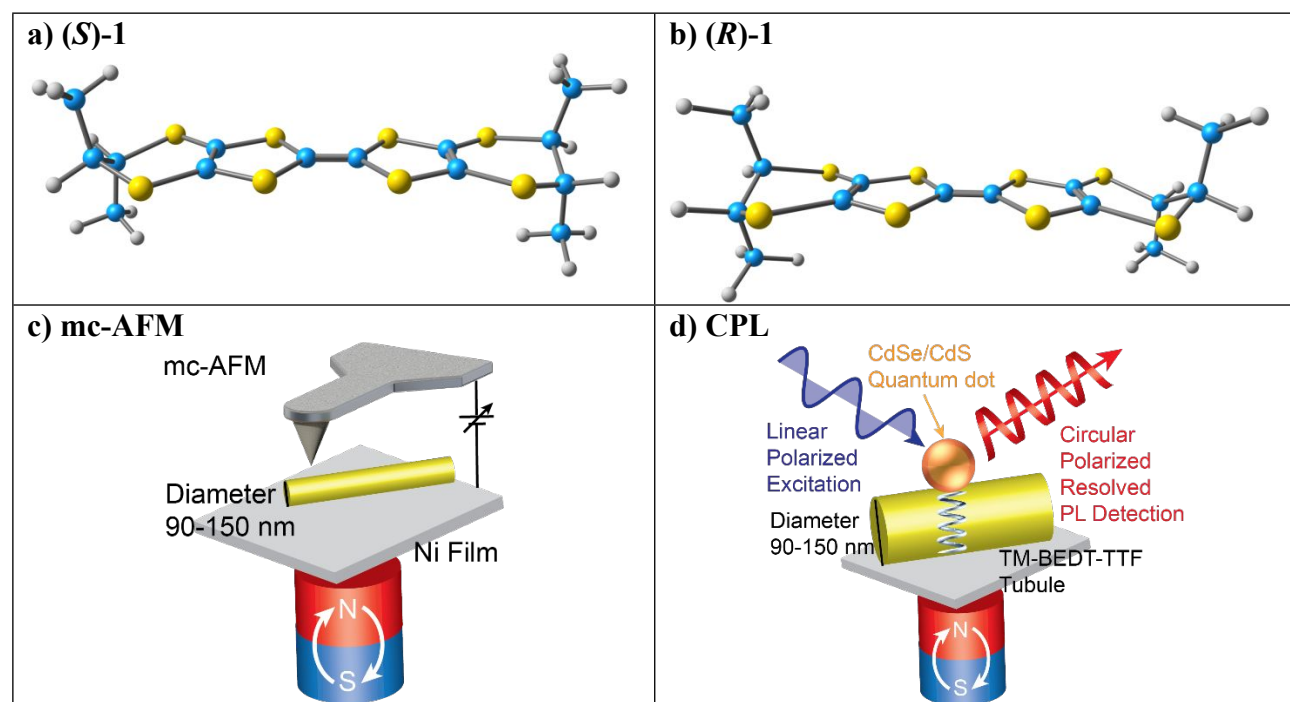 a) (S)-1
b) (R)-1
c) mc-AFM
mc-AFM
Diameter
90-150 nm
Ni Film
N
S
d) CPL
CdSe/CdS
Quantum dot
Linear
Polarized
Excitation
Circular
Polarized
Resolved
PL Detection
Diameter
90-150 nm
TM-BEDT-TTF
Tubule
N
S